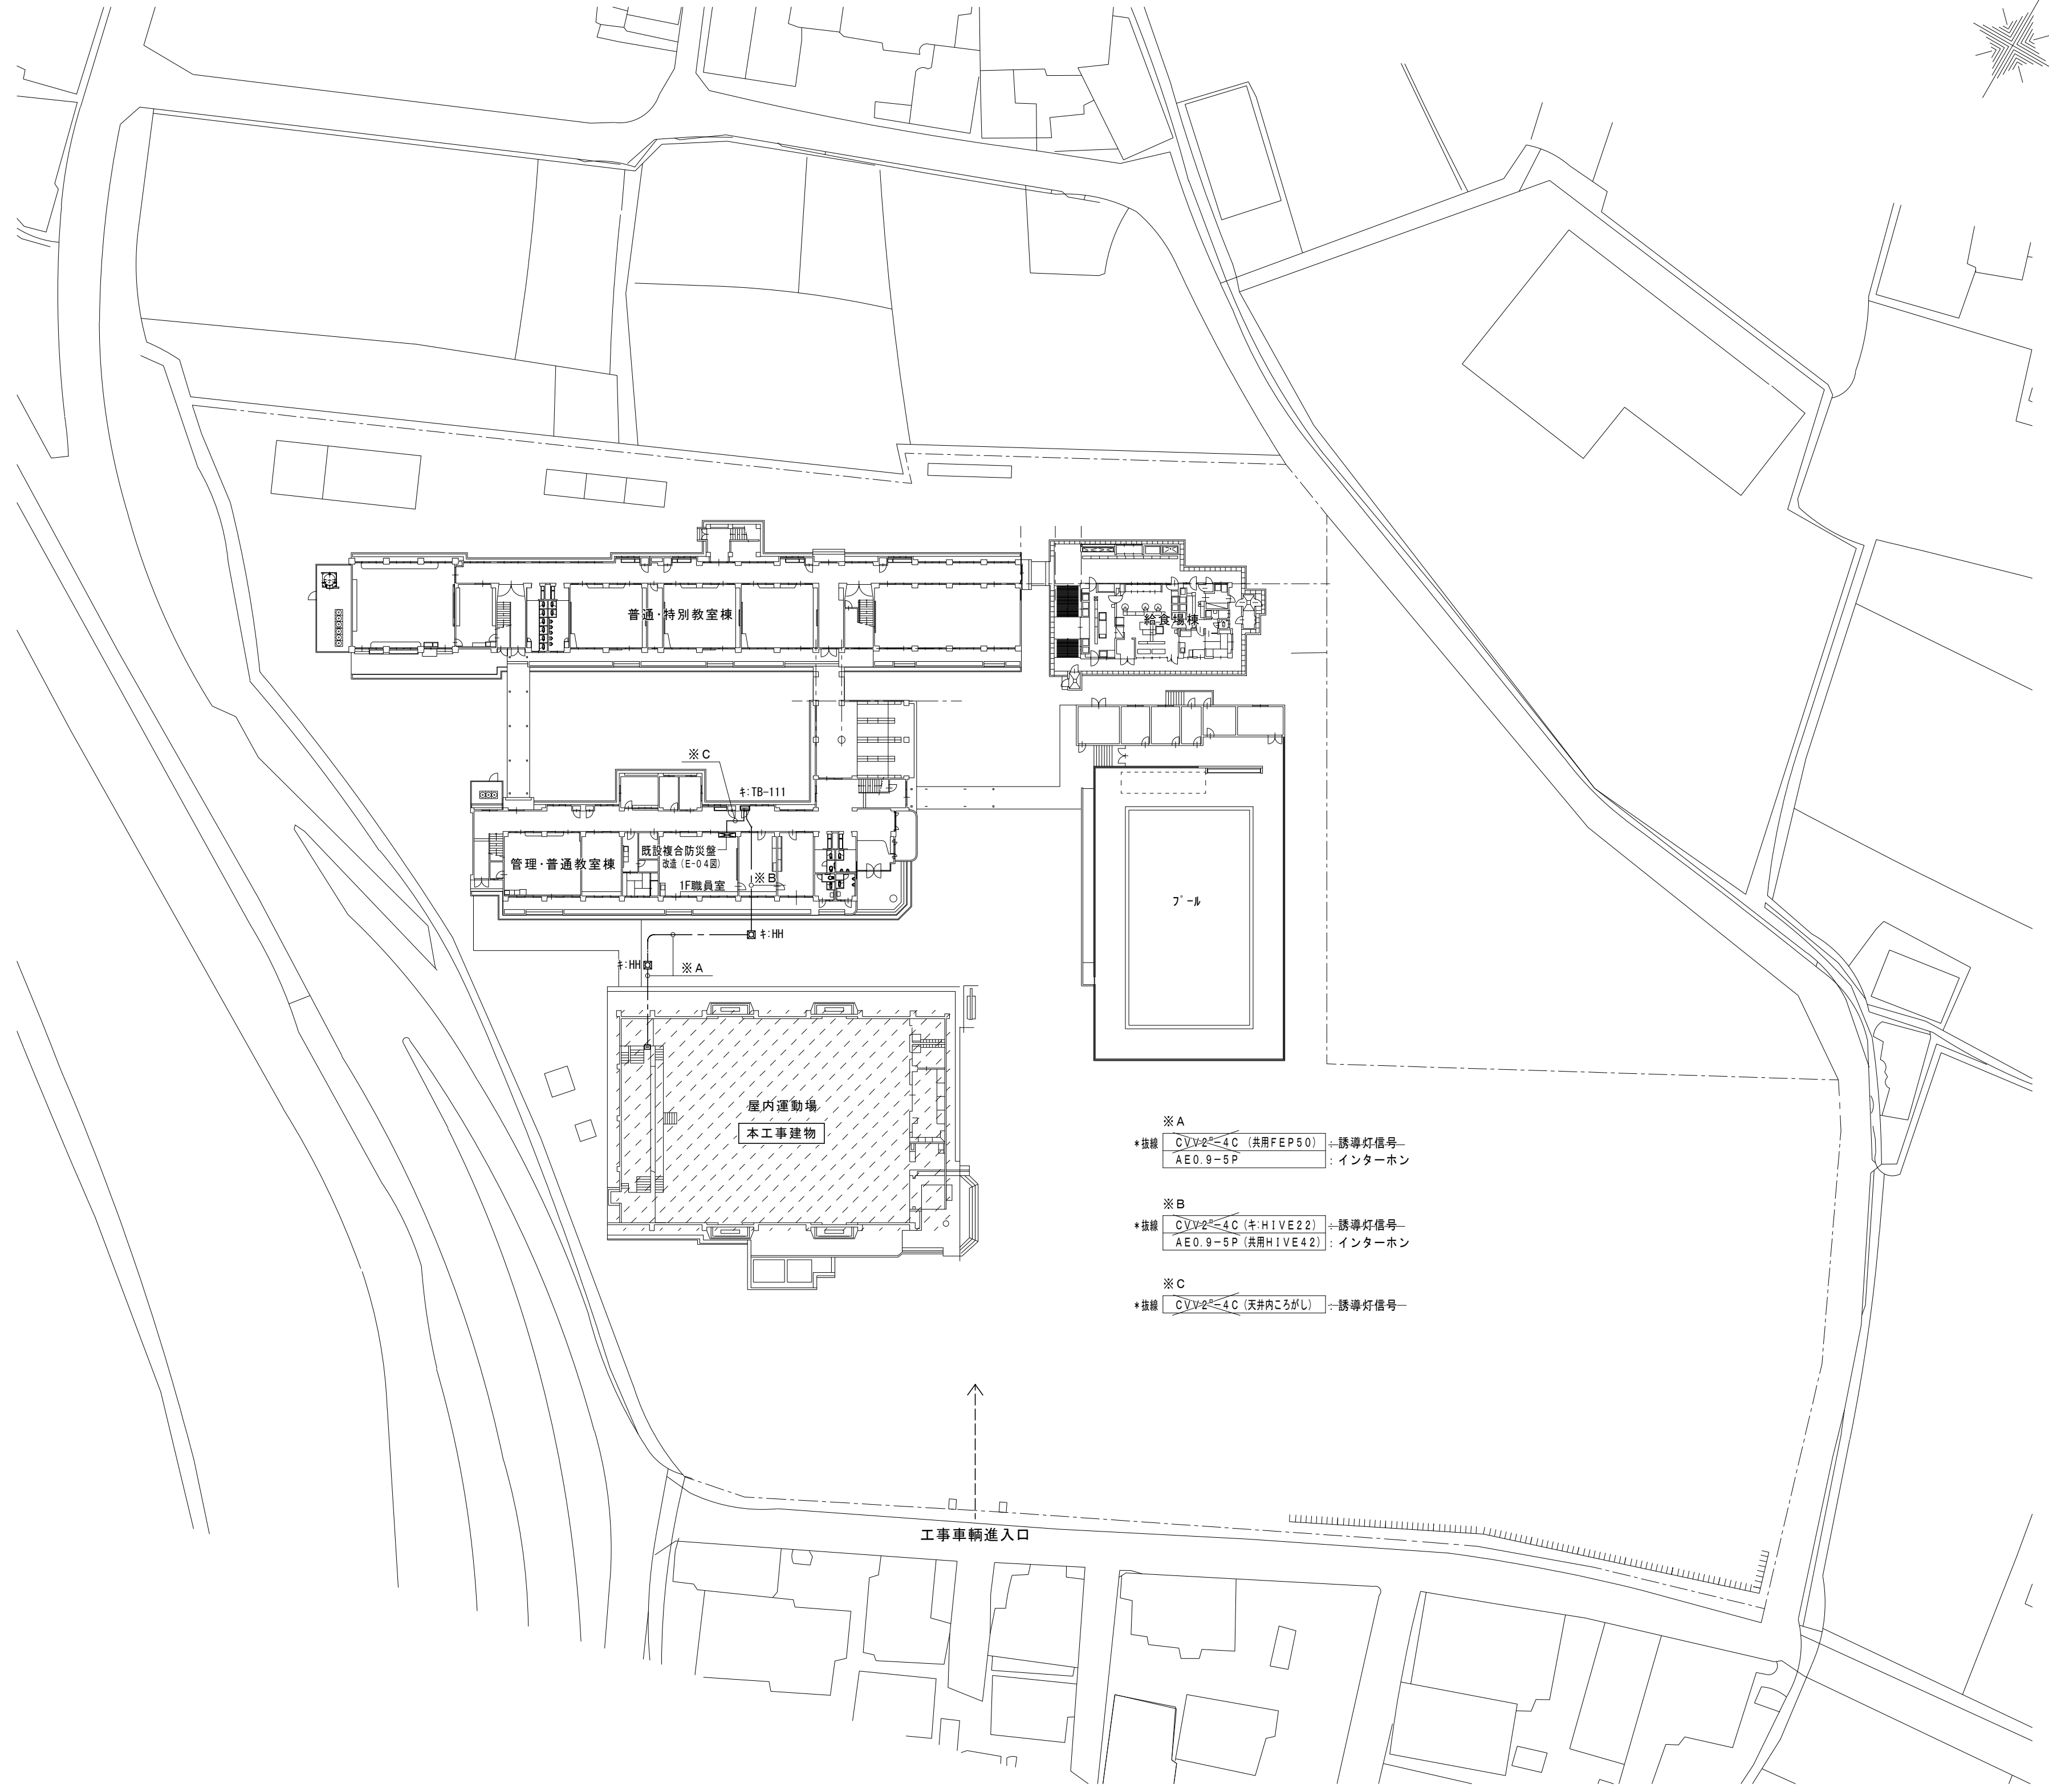 普通・特別教室棟
給食場棟
※C
キ:TB-111
既設複合防災盤
改造(E-04図)
管理・普通教室棟
1F職員室
※B
プール
キ:HH
キ:HH
※A
屋内運動場
本工事建物
※A
*抜線 CVV2□-4C (共用FEP50) :誘導灯信号
AE0.9-5P :インターホン
※B
*抜線 CVV2□-4C (キ:HIVE22) :誘導灯信号
AE0.9-5P (共用HIVE42) :インターホン
※C
*抜線 CVV2□-4C (天井内ころがし) :誘導灯信号
工事車輌進入口